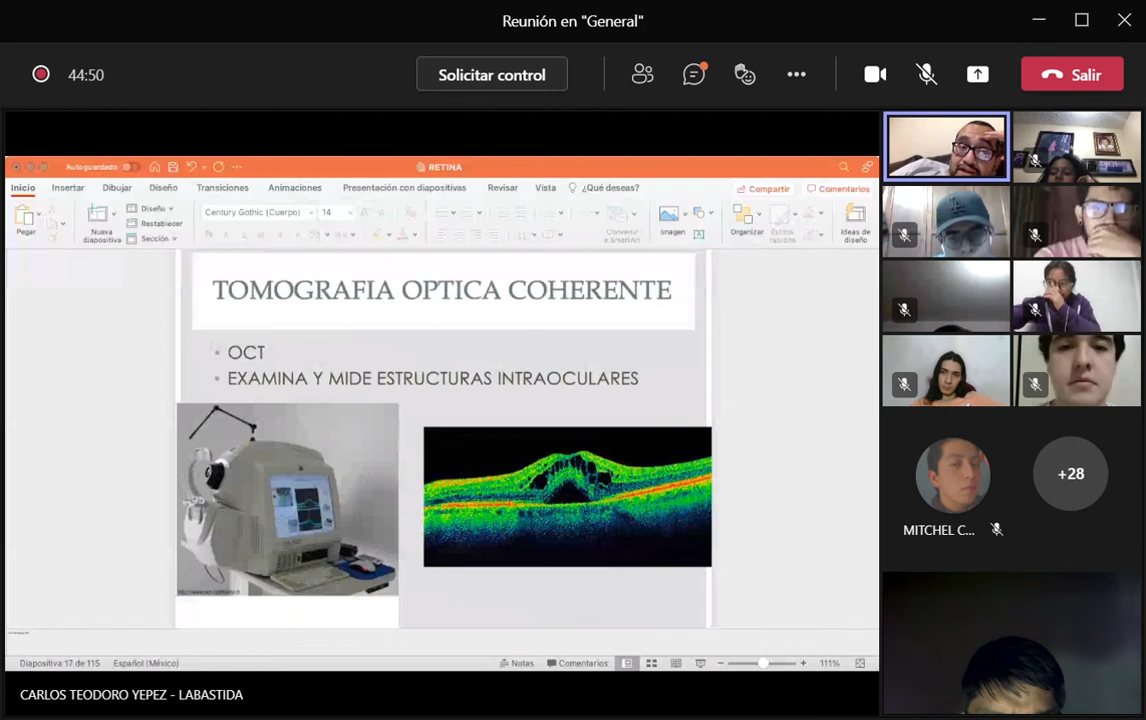 Reunión en "General"
44:50
Solicitar control
Salir
Autoguardado
RETINA
Inicio Insertar Dibujar Diseño Transiciones Animaciones Presentación con diapositivas Revisar Vista ¿Qué deseas? Compartir Comentarios
Pegar
Nueva diapositiva
Diseño
Restablecer
Sección
Century Gothic (Cuerpo) 14
Convertir a SmartArt
Imagen
Organizar
Estilos rápidos
Ideas de diseño
TOMOGRAFIA OPTICA COHERENTE
• OCT
• EXAMINA Y MIDE ESTRUCTURAS INTRAOCULARES
+28
MITCHEL C...
Diapositiva 17 de 115 Español (México) Notas Comentarios 111%
CARLOS TEODORO YEPEZ - LABASTIDA